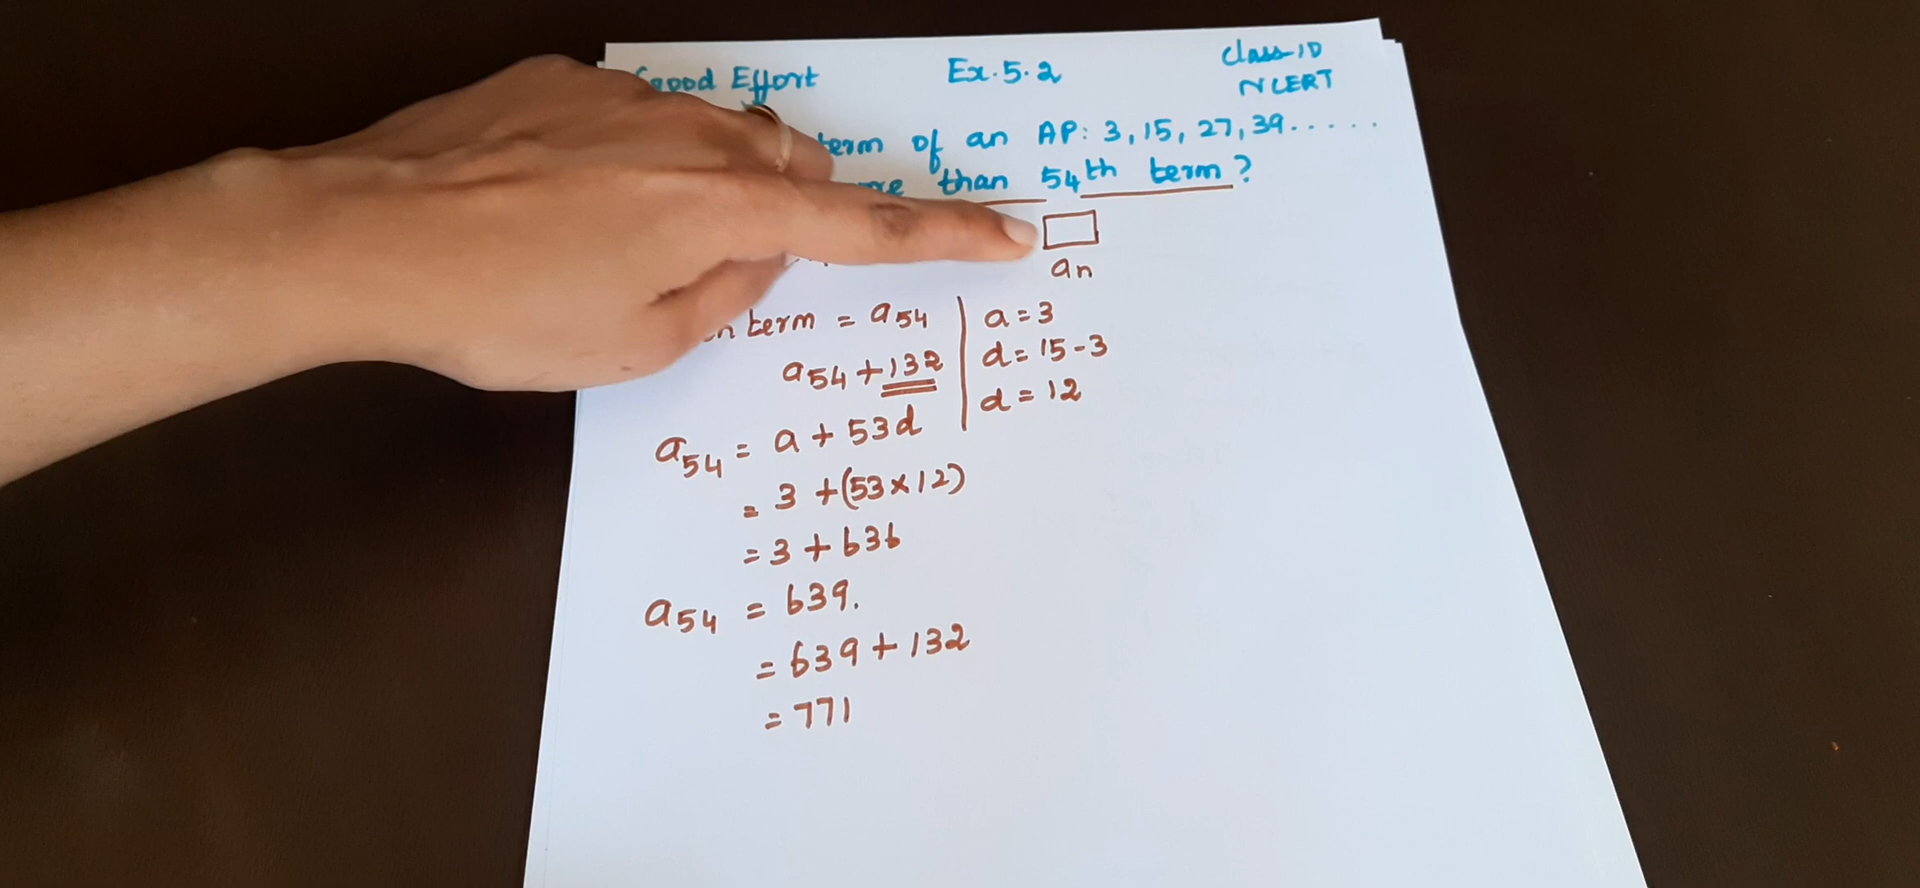 Good Effort Ex. 5.2 Class-10
NCERT
term of an AP: 3, 15, 27, 39.....
than 54th term?
an
term = a54 | a = 3
a54 + 132 | d = 15 - 3
d = 12
a54 = a + 53d
= 3 + (53 × 12)
= 3 + 636
a54 = 639.
= 639 + 132
= 771